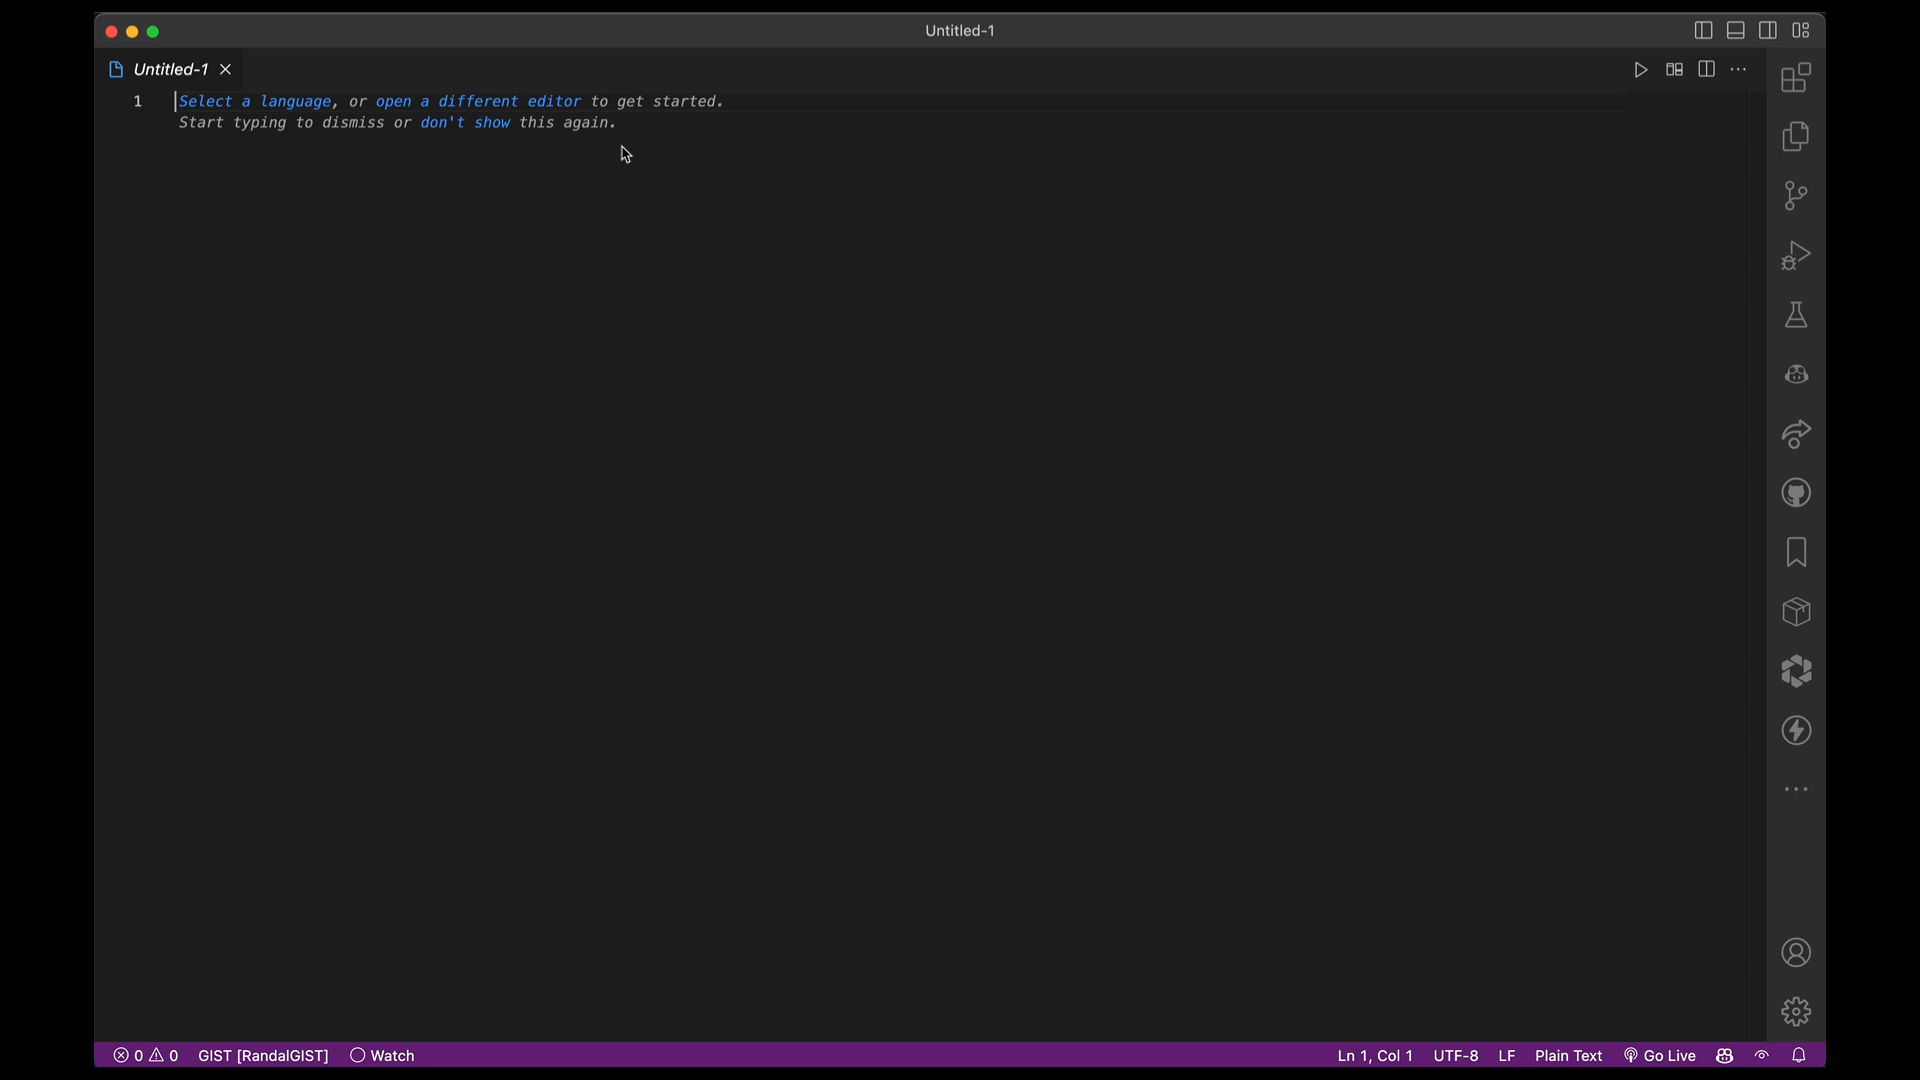 Untitled-1
Untitled-1
1 Select a language, or open a different editor to get started.
Start typing to dismiss or don't show this again.
0 0 GIST [RandalGIST] Watch Ln 1, Col 1 UTF-8 LF Plain Text Go Live